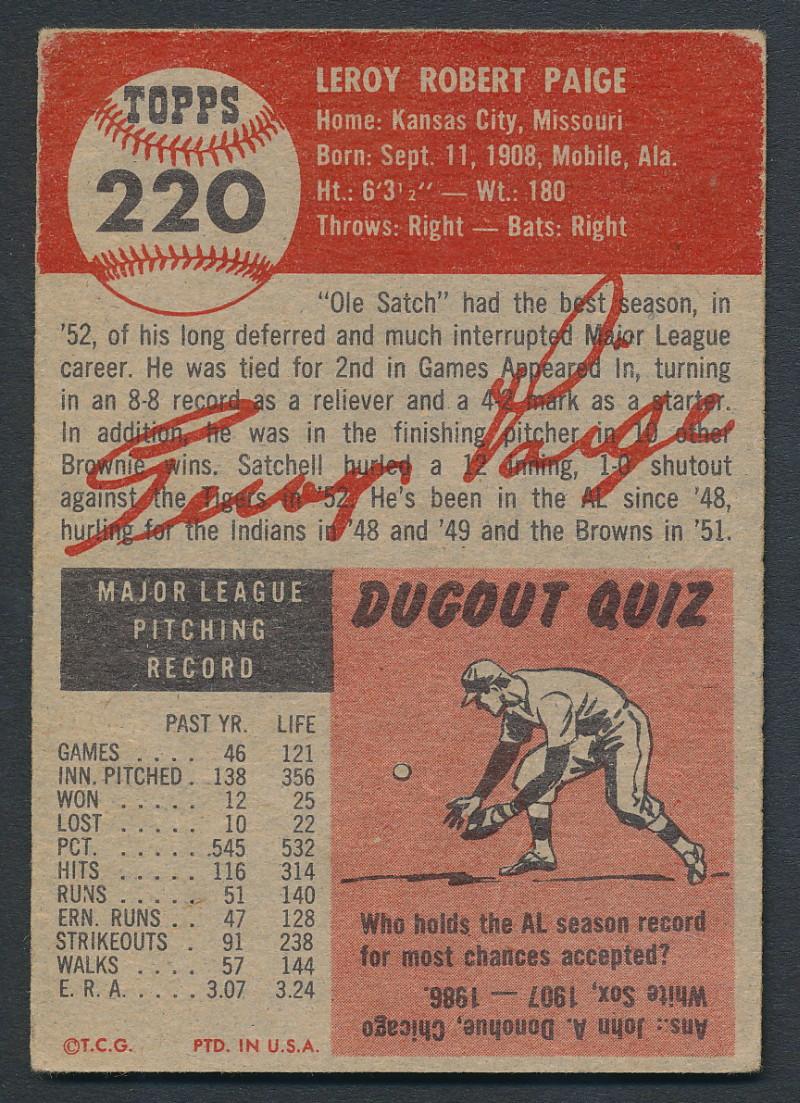 TOPPS
220
LEROY ROBERT PAIGE
Home: Kansas City, Missouri
Born: Sept. 11, 1908, Mobile, Ala.
Ht.: 6'3½'' — Wt.: 180
Throws: Right — Bats: Right
"Ole Satch" had the best season, in
'52, of his long deferred and much interrupted Major League
career. He was tied for 2nd in Games Appeared In, turning
in an 8-8 record as a reliever and a 4-2 mark as a starter.
In addition, he was in the finishing pitcher in 10 other
Brownie wins. Satchell hurled a 12 inning, 1-0 shutout
against the Tigers in '52. He's been in the AL since '48,
hurling for the Indians in '48 and '49 and the Browns in '51.
Leroy Paige
MAJOR LEAGUE
PITCHING
RECORD
PAST YR. LIFE
GAMES . . . . 46 121
INN. PITCHED . 138 356
WON . . . . . 12 25
LOST . . . . . 10 22
PCT. . . . . . .545 532
HITS . . . . . 116 314
RUNS . . . . . 51 140
ERN. RUNS . . 47 128
STRIKEOUTS . 91 238
WALKS . . . . 57 144
E. R. A. . . . . . 3.07 3.24
©T.C.G. PTD. IN U.S.A.
DUGOUT QUIZ
Who holds the AL season record
for most chances accepted?
Ans.: John A. Donohue, Chicago
White Sox, 1907 — 1986.